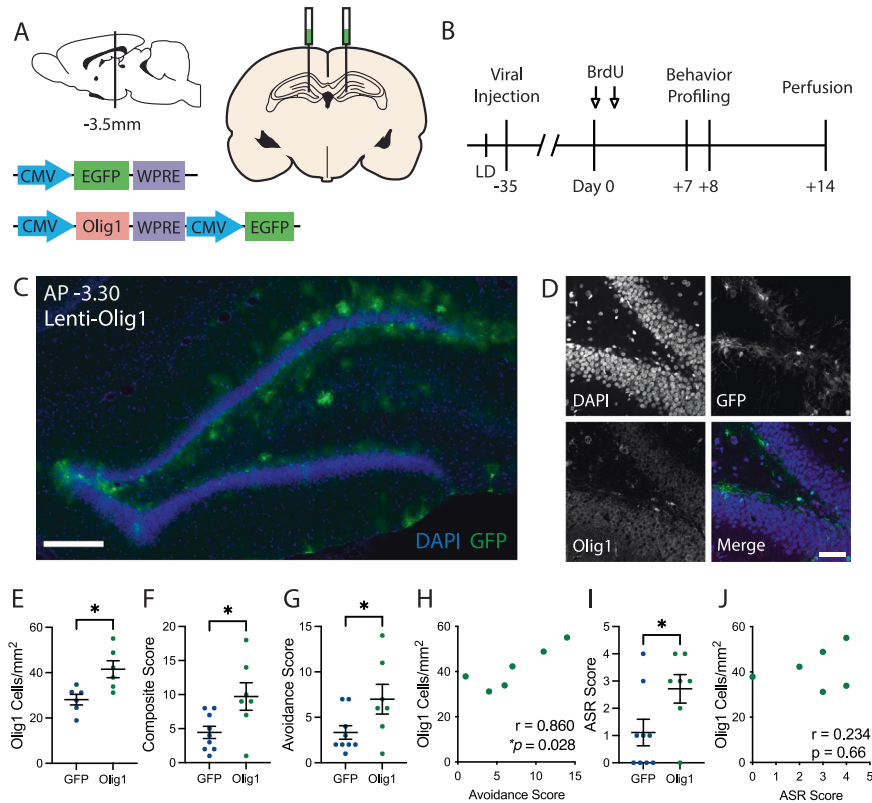 A
-3.5mm
CMV EGFP WPRE
CMV Olig1 WPRE CMV EGFP
B
Viral Injection
BrdU
Behavior Profiling
Perfusion
LD
-35
Day 0
+7 +8
+14
C
AP -3.30
Lenti-Olig1
DAPI GFP
D
DAPI
GFP
Olig1
Merge
E
Olig1 Cells/mm²
60
40
20
0
*
GFP Olig1
F
Composite Score
20
15
10
5
0
*
GFP Olig1
G
Avoidance Score
15
10
5
0
*
GFP Olig1
H
Olig1 Cells/mm²
60
40
20
0
r = 0.860
*p = 0.028
0 5 10 15
Avoidance Score
I
ASR Score
5
4
3
2
1
0
*
GFP Olig1
J
Olig1 Cells/mm²
60
40
20
0
r = 0.234
p = 0.66
0 1 2 3 4 5
ASR Score